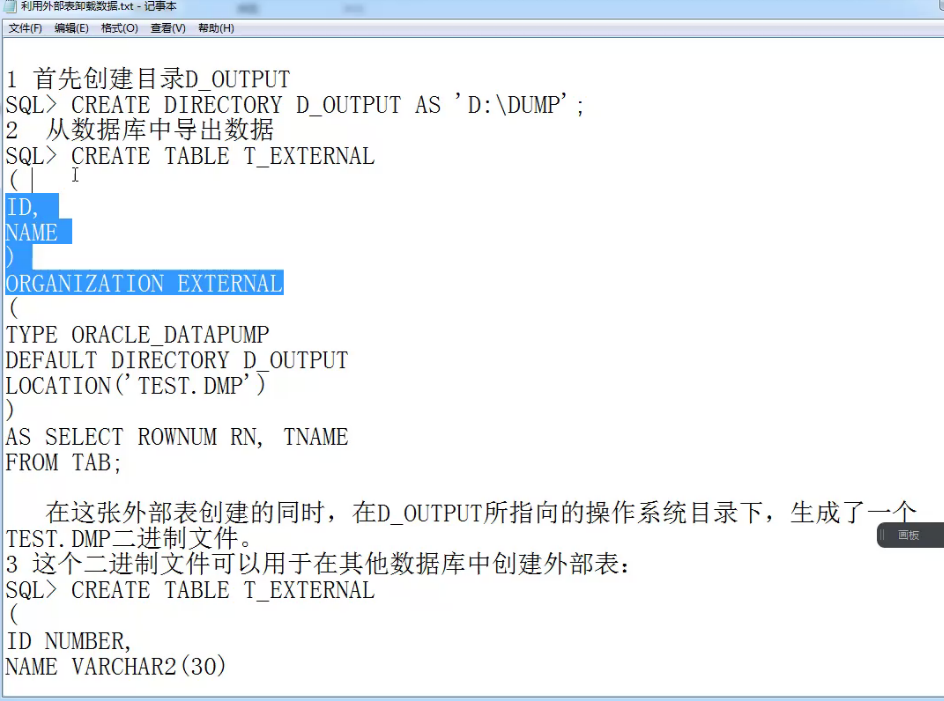 利用外部表卸载数据.txt - 记事本
文件(F) 编辑(E) 格式(O) 查看(V) 帮助(H)
1 首先创建目录D_OUTPUT
SQL> CREATE DIRECTORY D_OUTPUT AS 'D:\DUMP';
2 从数据库中导出数据
SQL> CREATE TABLE T_EXTERNAL
(
ID,
NAME
)
ORGANIZATION EXTERNAL
(
TYPE ORACLE_DATAPUMP
DEFAULT DIRECTORY D_OUTPUT
LOCATION('TEST.DMP')
)
AS SELECT ROWNUM RN, TNAME
FROM TAB;
在这张外部表创建的同时，在D_OUTPUT所指向的操作系统目录下，生成了一个
TEST.DMP二进制文件。
画板
3 这个二进制文件可以用于在其他数据库中创建外部表：
SQL> CREATE TABLE T_EXTERNAL
(
ID NUMBER,
NAME VARCHAR2(30)